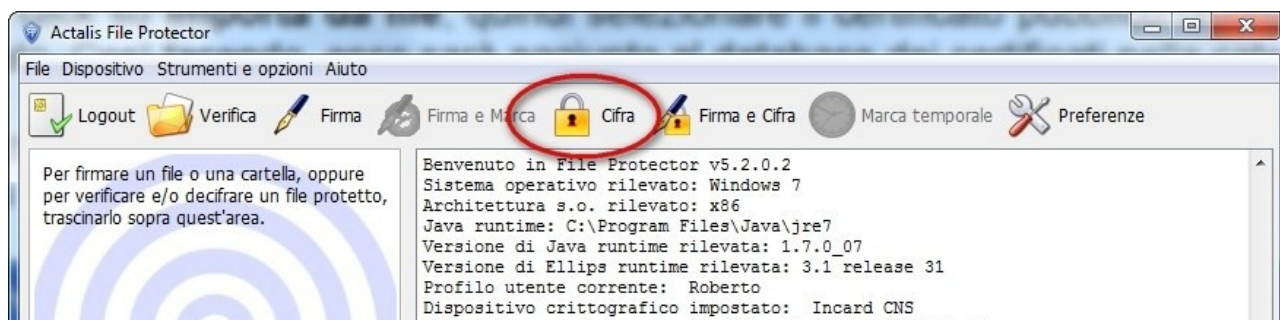 Actalis File Protector
File Dispositivo Strumenti e opzioni Aiuto
Logout Verifica Firma Firma e Marca Cifra Firma e Cifra Marca temporale Preferenze
Per firmare un file o una cartella, oppure
per verificare e/o decifrare un file protetto,
trascinarlo sopra quest'area.
Benvenuto in File Protector v5.2.0.2
Sistema operativo rilevato: Windows 7
Architettura s.o. rilevato: x86
Java runtime: C:\Program Files\Java\jre7
Versione di Java runtime rilevata: 1.7.0_07
Versione di Ellips runtime rilevata: 3.1 release 31
Profilo utente corrente: Roberto
Dispositivo crittografico impostato: Incard CNS